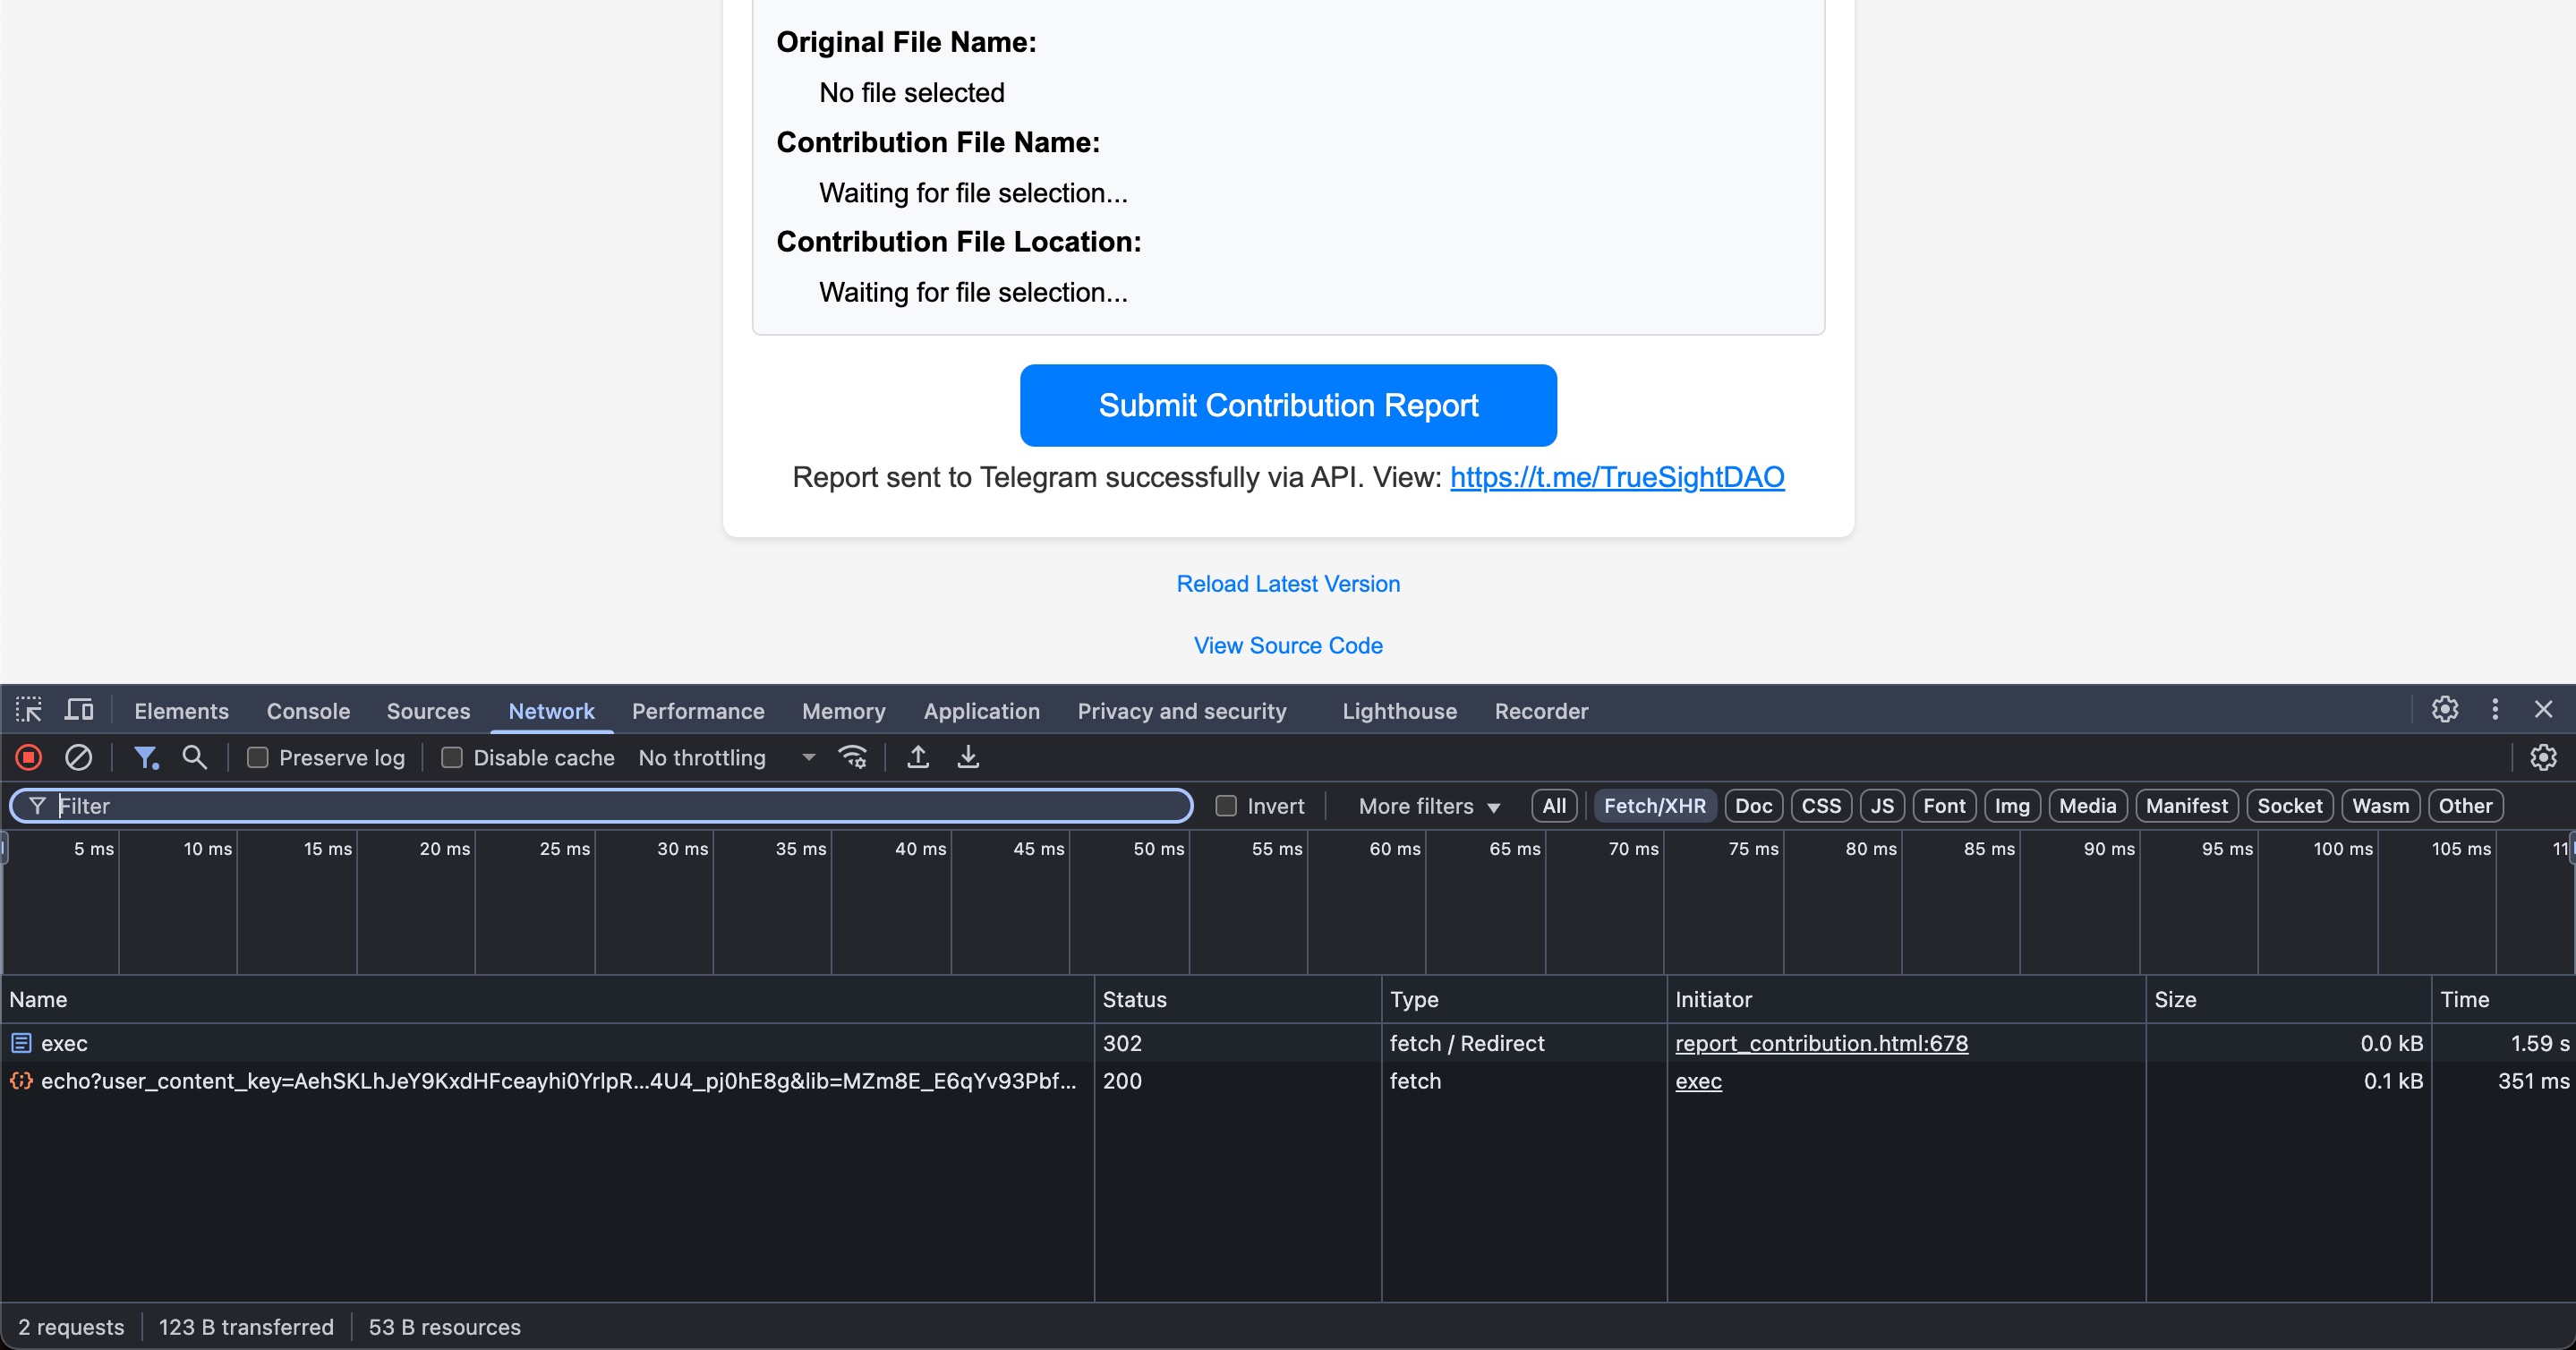 Original File Name:
No file selected
Contribution File Name:
Waiting for file selection...
Contribution File Location:
Waiting for file selection...
Submit Contribution Report
Report sent to Telegram successfully via API. View: https://t.me/TrueSightDAO
Reload Latest Version
View Source Code
Elements Console Sources Network Performance Memory Application Privacy and security Lighthouse Recorder
Preserve log Disable cache No throttling
Filter Invert More filters All Fetch/XHR Doc CSS JS Font Img Media Manifest Socket Wasm Other
5 ms 10 ms 15 ms 20 ms 25 ms 30 ms 35 ms 40 ms 45 ms 50 ms 55 ms 60 ms 65 ms 70 ms 75 ms 80 ms 85 ms 90 ms 95 ms 100 ms 105 ms 11
Name Status Type Initiator Size Time
exec 302 fetch / Redirect report_contribution.html:678 0.0 kB 1.59 s
echo?user_content_key=AehSKLhJeY9KxdHFceayhi0YrlpR...4U4_pj0hE8g&lib=MZm8E_E6qYv93Pbf... 200 fetch exec 0.1 kB 351 ms
2 requests 123 B transferred 53 B resources